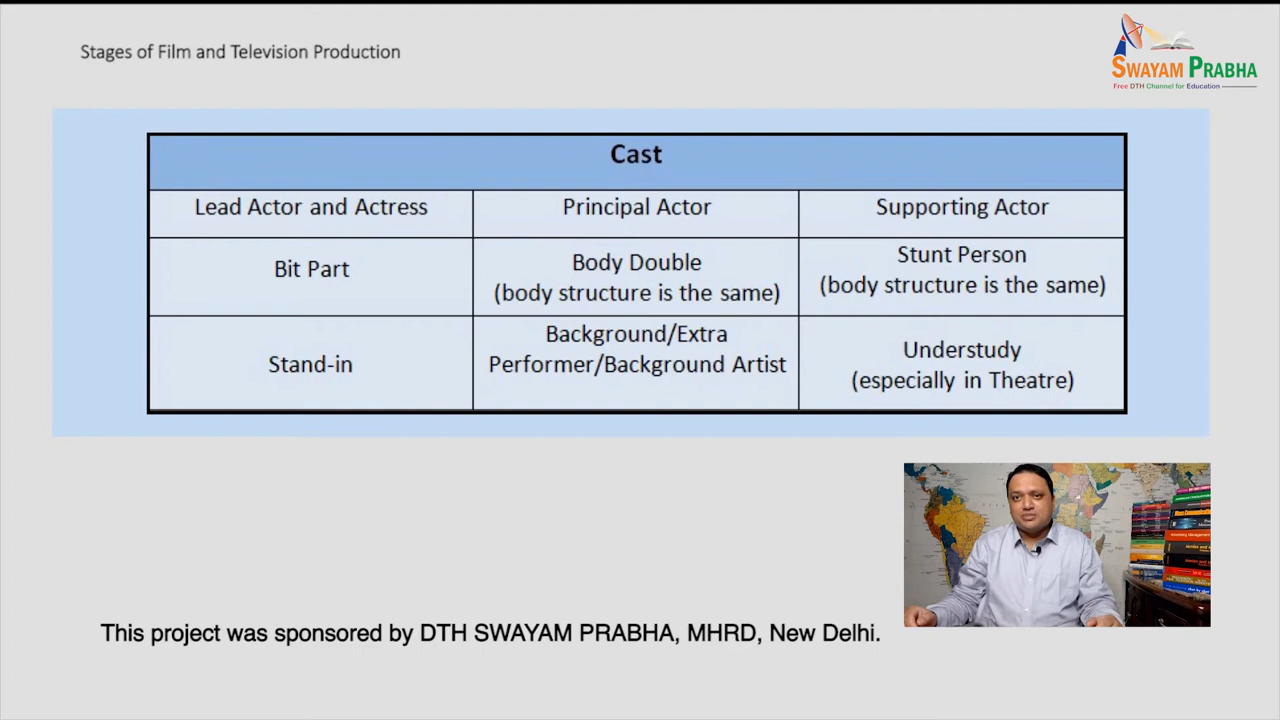 Stages of Film and Television Production
SWAYAM PRABHA
Free DTH Channel for Education
Cast
Lead Actor and Actress
Principal Actor
Supporting Actor
Bit Part
Body Double
(body structure is the same)
Stunt Person
(body structure is the same)
Stand-in
Background/Extra
Performer/Background Artist
Understudy
(especially in Theatre)
This project was sponsored by DTH SWAYAM PRABHA, MHRD, New Delhi.